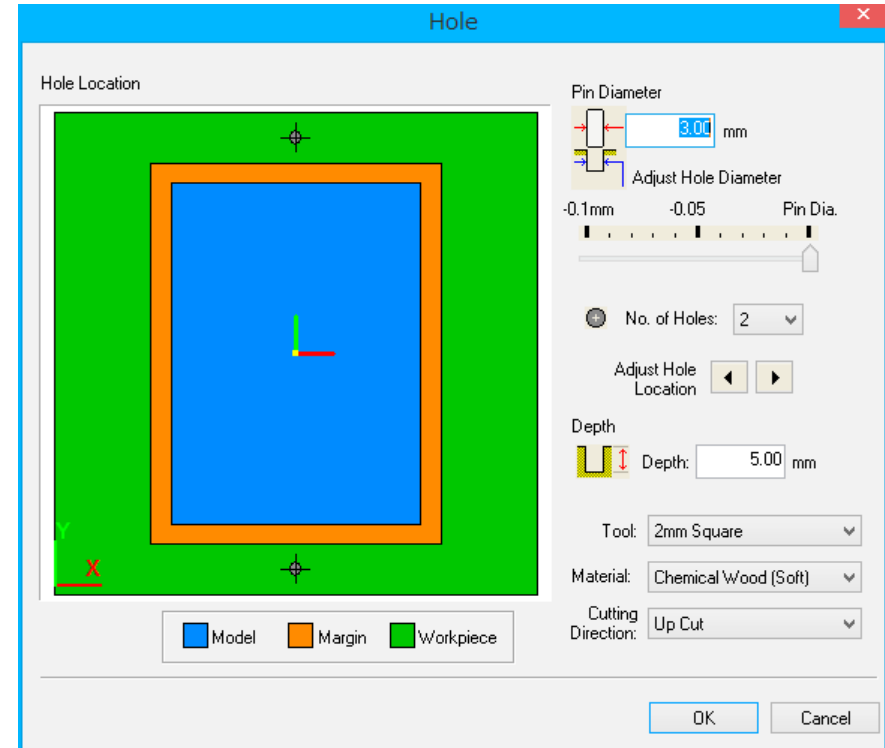 Hole
Hole Location
Y
X
Model
Margin
Workpiece
Pin Diameter
3.00 mm
Adjust Hole Diameter
-0.1mm -0.05 Pin Dia.
No. of Holes: 2
Adjust Hole
Location
Depth
Depth: 5.00 mm
Tool: 2mm Square
Material: Chemical Wood (Soft)
Cutting
Direction: Up Cut
OK
Cancel